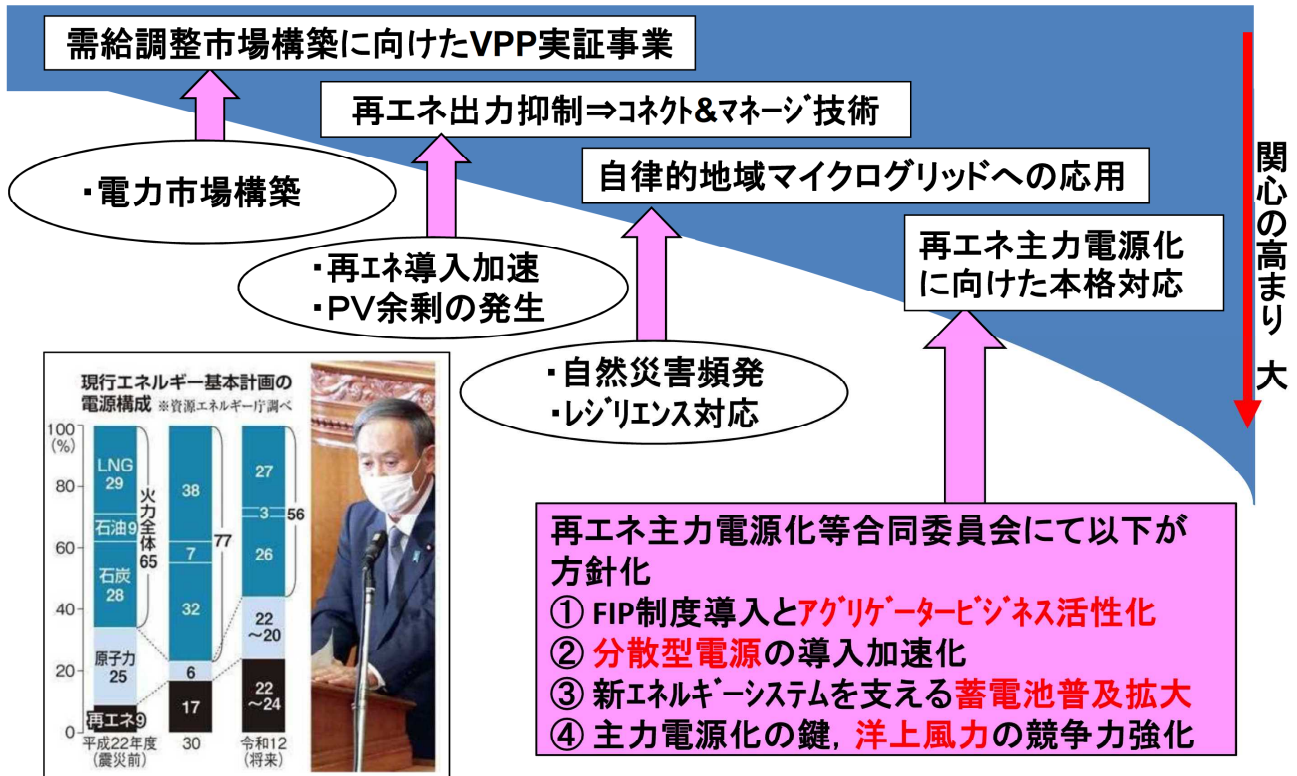 需給調整市場構築に向けたVPP実証事業
再エネ出力抑制⇒ｺﾈｸﾄ&ﾏﾈｰｼﾞ技術
・電力市場構築
自律的地域マイクログリッドへの応用
・再ｴﾈ導入加速
・PV余剰の発生
再エネ主力電源化
に向けた本格対応
・自然災害頻発
・ﾚｼﾞﾘｴﾝｽ対応
関心の高まり 大
現行エネルギー基本計画の
電源構成 ※資源エネルギー庁調べ
100
(%)
80
60
40
20
0
LNG
29
石油9
石炭
28
火力全体
65
原子力
25
再エネ9
38
7
32
77
6
17
27
3
26
56
22
～20
22
～24
平成22年度
(震災前)
30
令和12
(将来)
再エネ主力電源化等合同委員会にて以下が
方針化
① FIP制度導入とｱｸﾞﾘｹﾞｰﾀｰﾋﾞｼﾞﾈｽ活性化
② 分散型電源の導入加速化
③ 新ｴﾈﾙｷﾞｰシステムを支える蓄電池普及拡大
④ 主力電源化の鍵, 洋上風力の競争力強化